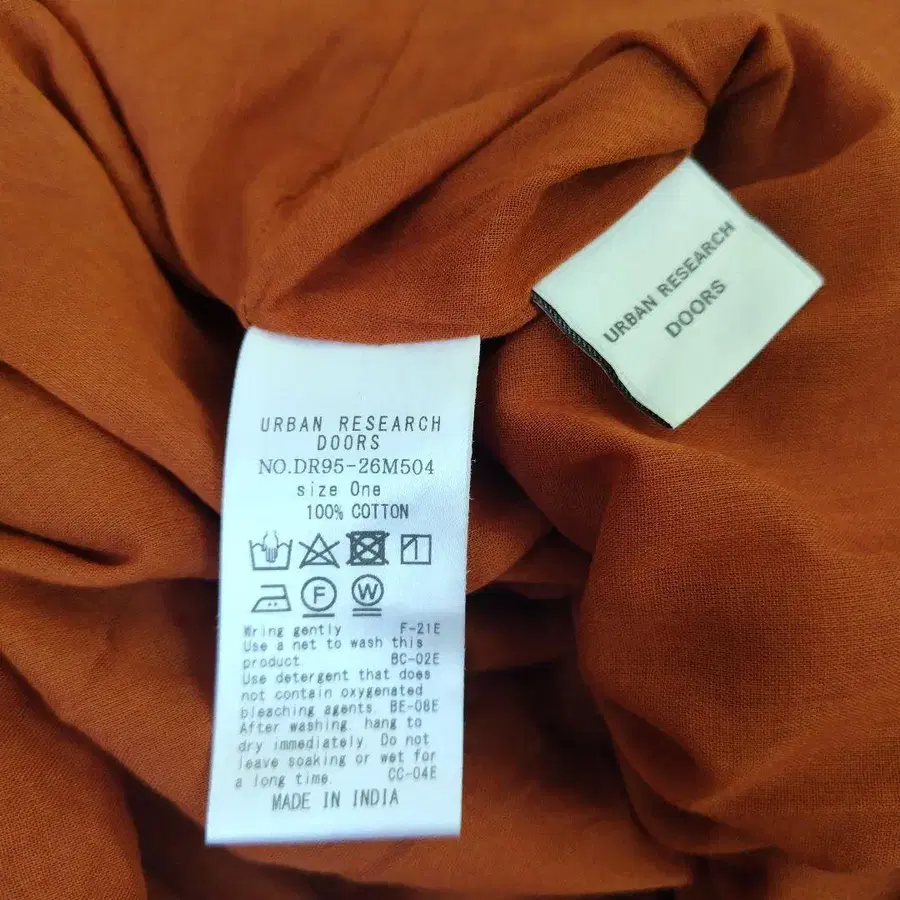 URBAN RESEARCH
DOORS
NO.DR95-26M504
size One
100% COTTON
F W
Wring gently F-21E
Use a net to wash this
product BC-02E
Use detergent that does
not contain oxygenated
bleaching agents. BE-08E
After washing, hang to
dry immediately. Do not
leave soaking or wet for
a long time. CC-04E
MADE IN INDIA
URBAN RESEARCH
DOORS